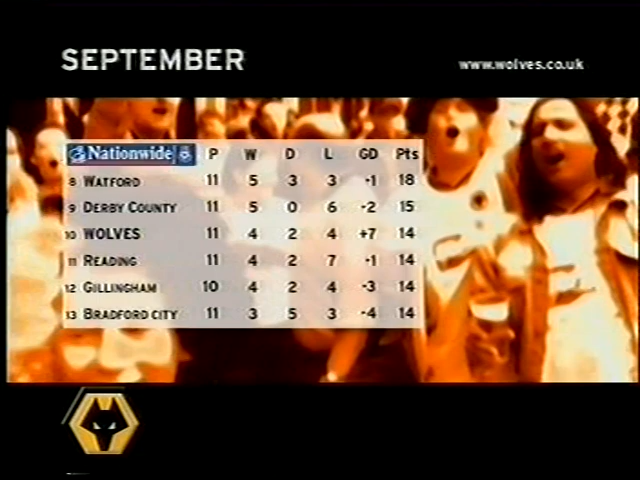 SEPTEMBER
www.wolves.co.uk
Nationwide P W D L GD Pts
8 WATFORD 11 5 3 3 -1 18
9 DERBY COUNTY 11 5 0 6 -2 15
10 WOLVES 11 4 2 4 +7 14
11 READING 11 4 2 7 -1 14
12 GILLINGHAM 10 4 2 4 -3 14
13 BRADFORD CITY 11 3 5 3 -4 14